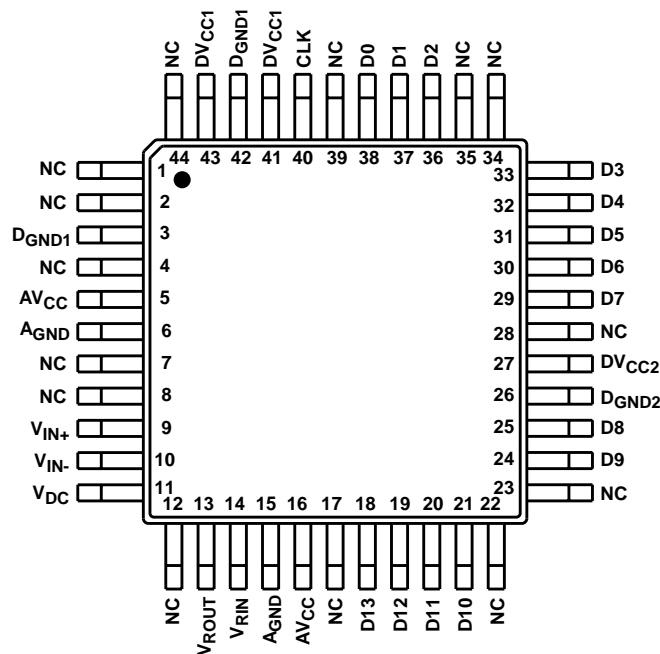 NC DVCC1 DGND1 DVCC1 CLK NC D0 D1 D2 NC NC
44 43 42 41 40 39 38 37 36 35 34
NC 1 33 D3
NC 2 32 D4
DGND1 3 31 D5
NC 4 30 D6
AVCC 5 29 D7
AGND 6 28 NC
NC 7 27 DVCC2
NC 8 26 DGND2
VIN+ 9 25 D8
VIN- 10 24 D9
VDC 11 23 NC
12 13 14 15 16 17 18 19 20 21 22
NC VROUT VRIN AGND AVCC NC D13 D12 D11 D10 NC